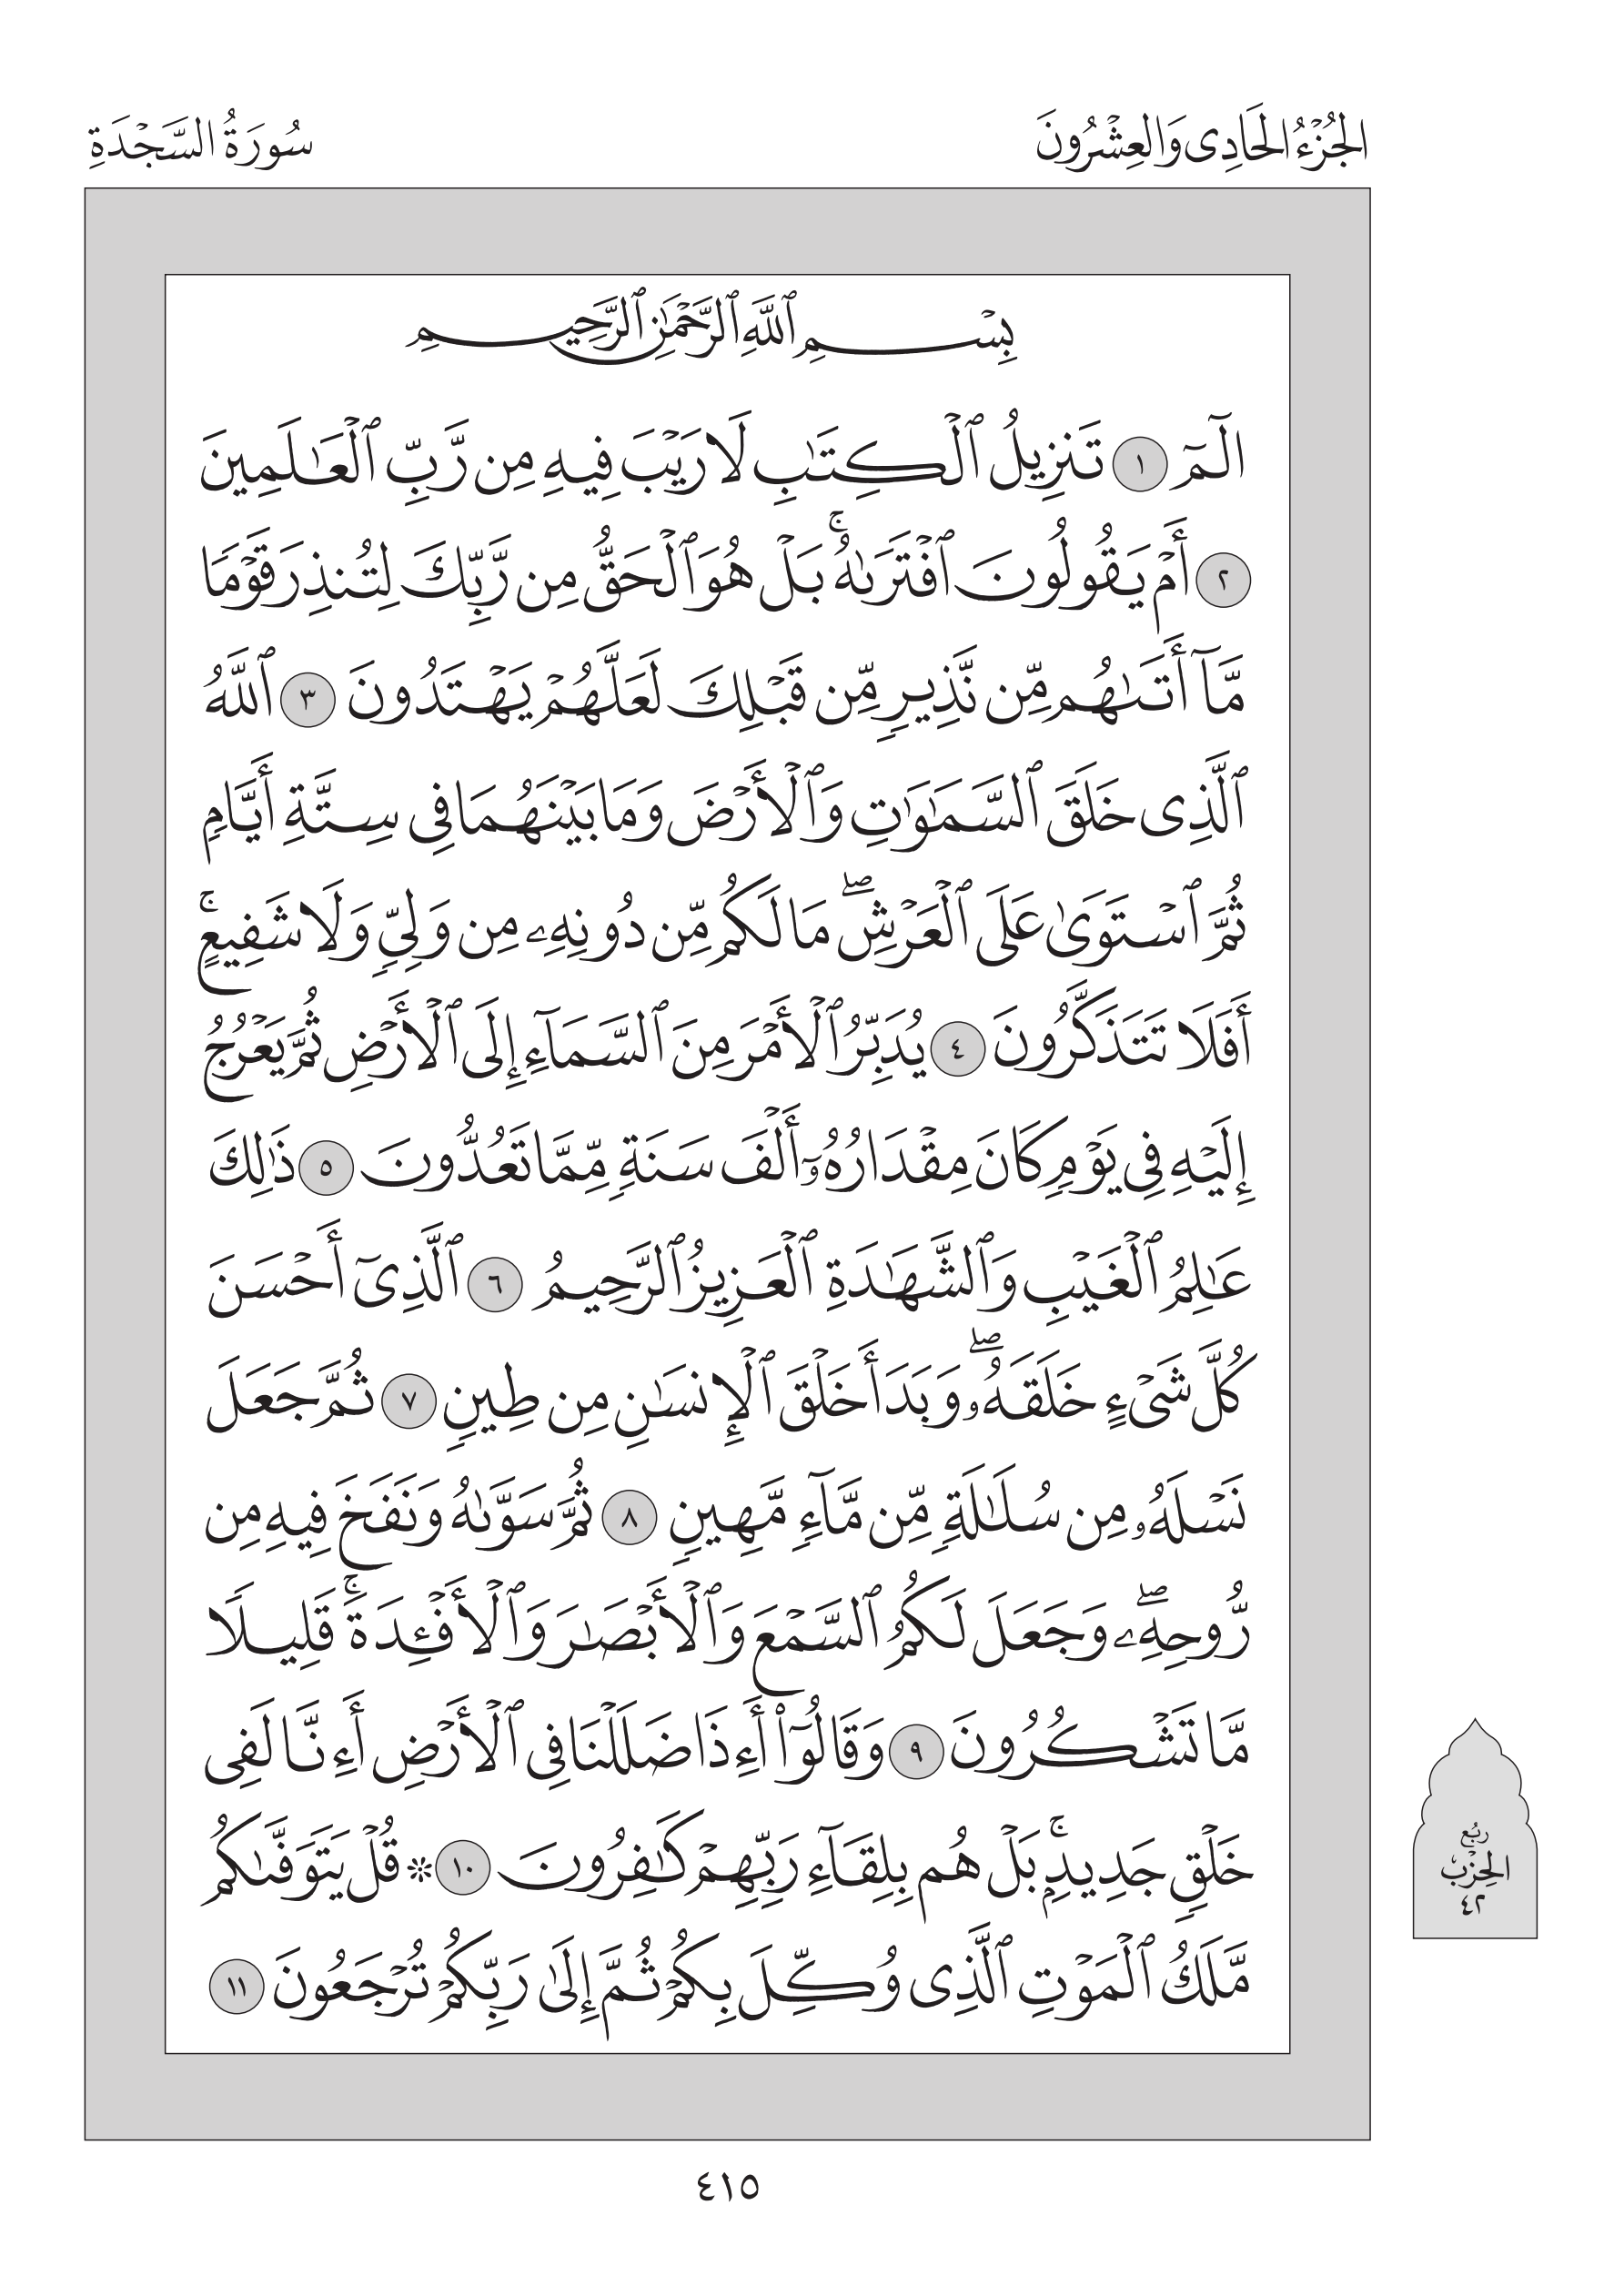 الجُزْءُ الحَادِى وَالعِشْرُونَ
سُورَةُ السَّجْدَةِ
بِسْمِ ٱللَّهِ ٱلرَّحْمَٰنِ ٱلرَّحِيمِ
الٓمٓ ١ تَنزِيلُ ٱلْكِتَٰبِ لَا رَيْبَ فِيهِ مِن رَّبِّ ٱلْعَٰلَمِينَ
٢ أَمْ يَقُولُونَ ٱفْتَرَىٰهُ ۚ بَلْ هُوَ ٱلْحَقُّ مِن رَّبِّكَ لِتُنذِرَ قَوْمًا
مَّآ أَتَىٰهُم مِّن نَّذِيرٍ مِّن قَبْلِكَ لَعَلَّهُمْ يَهْتَدُونَ ٣ ٱللَّهُ
ٱلَّذِى خَلَقَ ٱلسَّمَٰوَٰتِ وَٱلْأَرْضَ وَمَا بَيْنَهُمَا فِى سِتَّةِ أَيَّامٍ
ثُمَّ ٱسْتَوَىٰ عَلَى ٱلْعَرْشِ ۖ مَا لَكُم مِّن دُونِهِۦ مِن وَلِىٍّ وَلَا شَفِيعٍ ۚ
أَفَلَا تَتَذَكَّرُونَ ٤ يُدَبِّرُ ٱلْأَمْرَ مِنَ ٱلسَّمَآءِ إِلَى ٱلْأَرْضِ ثُمَّ يَعْرُجُ
إِلَيْهِ فِى يَوْمٍ كَانَ مِقْدَارُهُۥٓ أَلْفَ سَنَةٍ مِّمَّا تَعُدُّونَ ٥ ذَٰلِكَ
عَٰلِمُ ٱلْغَيْبِ وَٱلشَّهَٰدَةِ ٱلْعَزِيزُ ٱلرَّحِيمُ ٦ ٱلَّذِىٓ أَحْسَنَ
كُلَّ شَىْءٍ خَلَقَهُۥ ۖ وَبَدَأَ خَلْقَ ٱلْإِنسَٰنِ مِن طِينٍ ٧ ثُمَّ جَعَلَ
نَسْلَهُۥ مِن سُلَٰلَةٍ مِّن مَّآءٍ مَّهِينٍ ٨ ثُمَّ سَوَّىٰهُ وَنَفَخَ فِيهِ مِن
رُّوحِهِۦ ۖ وَجَعَلَ لَكُمُ ٱلسَّمْعَ وَٱلْأَبْصَٰرَ وَٱلْأَفْـِٔدَةَ ۚ قَلِيلًا
مَّا تَشْكُرُونَ ٩ وَقَالُوٓا۟ أَءِذَا ضَلَلْنَا فِى ٱلْأَرْضِ أَءِنَّا لَفِى
خَلْقٍ جَدِيدٍۭ ۚ بَلْ هُم بِلِقَآءِ رَبِّهِمْ كَٰفِرُونَ ١٠ ۞ قُلْ يَتَوَفَّىٰكُم
مَّلَكُ ٱلْمَوْتِ ٱلَّذِى وُكِّلَ بِكُمْ ثُمَّ إِلَىٰ رَبِّكُمْ تُرْجَعُونَ ١١
رُبْع
الحِزْب
٤٢
٤١٥